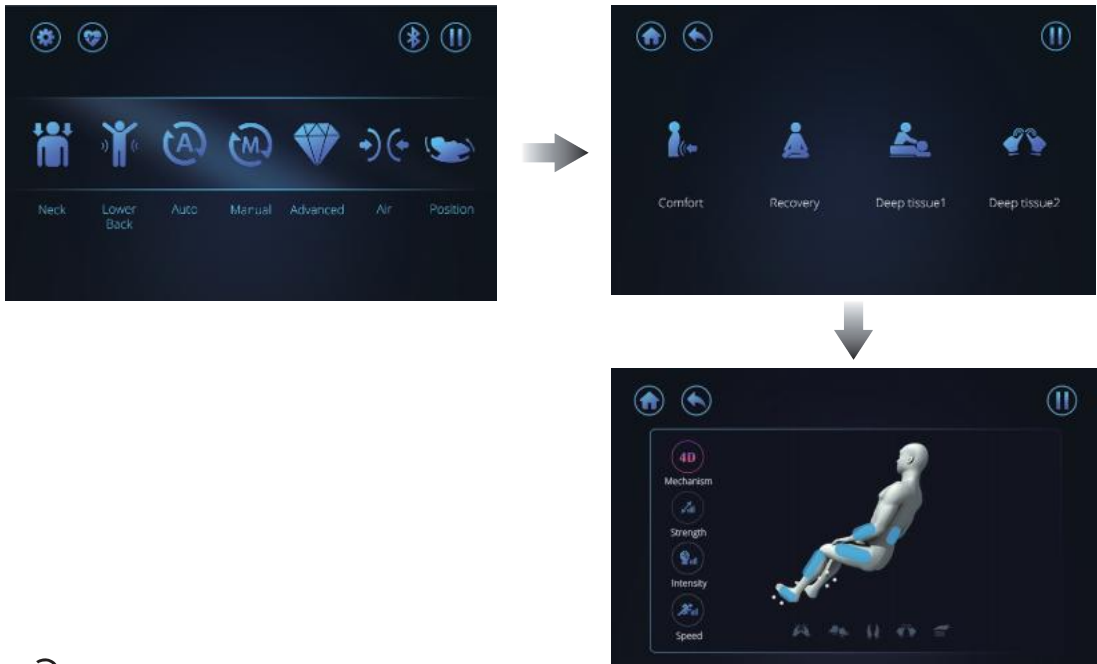 Neck
Lower
Back
Auto
Manual
Advanced
Air
Position
A
M
Comfort
Recovery
Deep tissue1
Deep tissue2
4D
Mechanism
Strength
Intensity
Speed